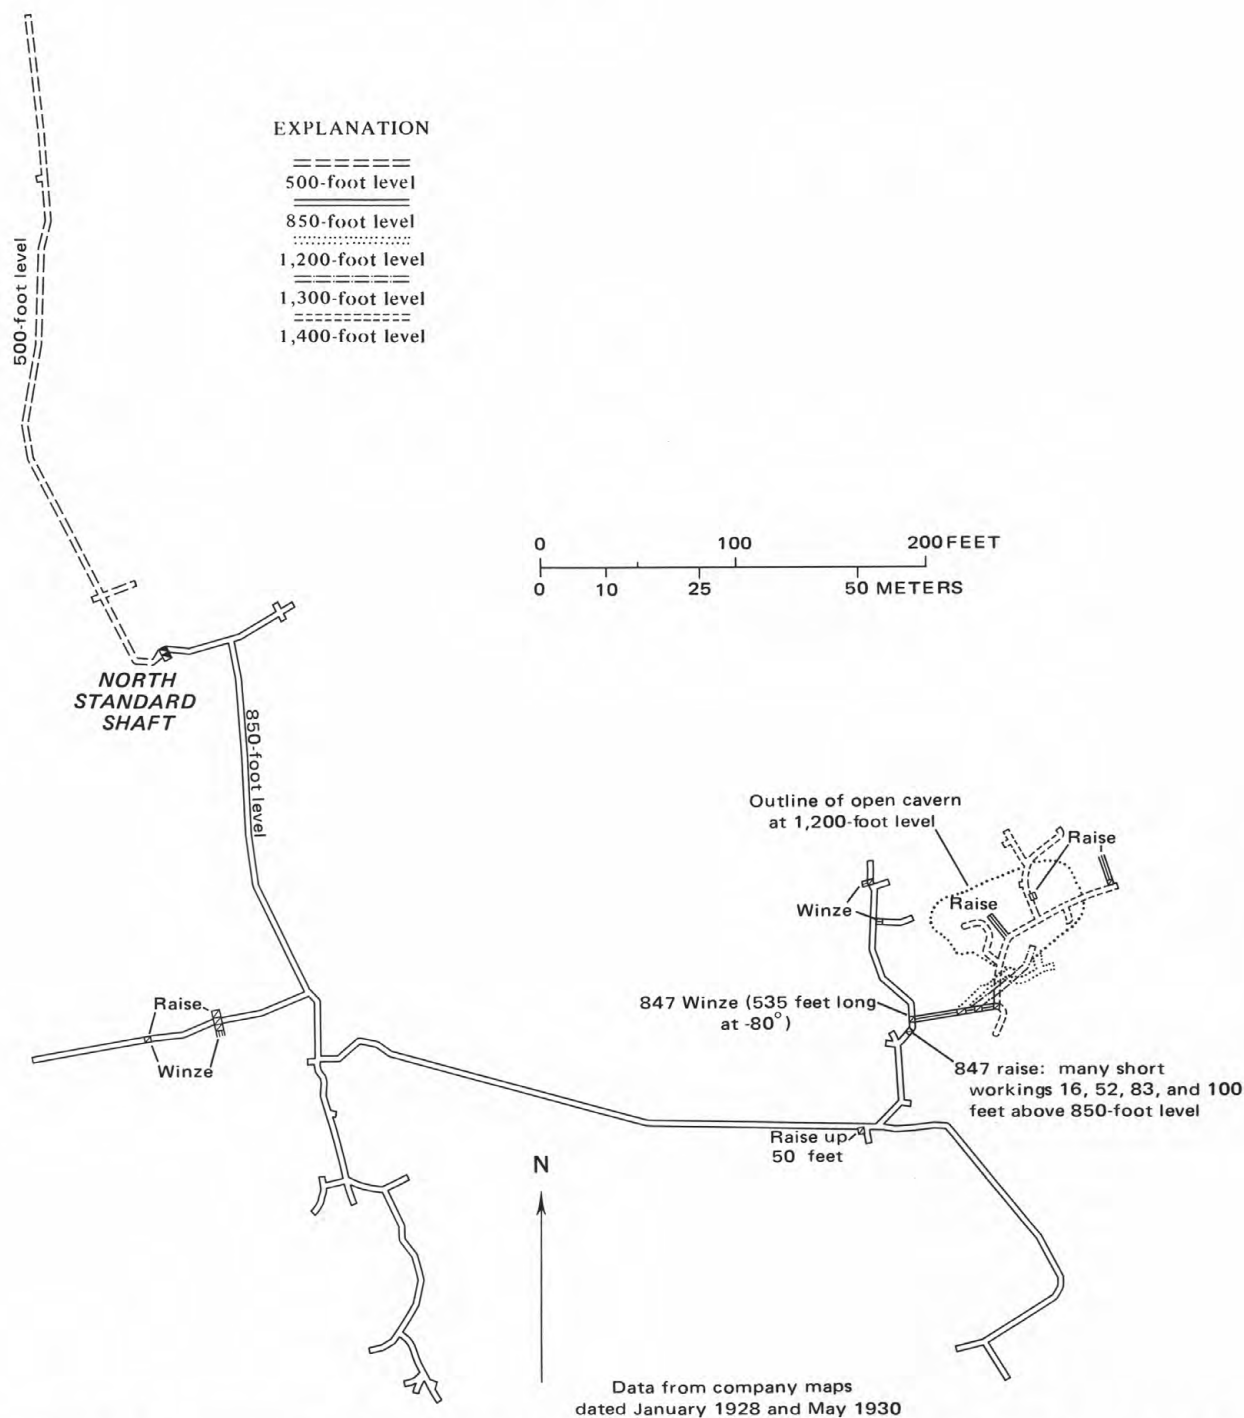 EXPLANATION
500-foot level
850-foot level
1,200-foot level
1,300-foot level
1,400-foot level
500-foot level
0 100 200 FEET
0 10 25 50 METERS
NORTH
STANDARD
SHAFT
850-foot level
Outline of open cavern
at 1,200-foot level
Raise
Raise
Winze
847 Winze (535 feet long
at -80°)
Raise
Winze
847 raise: many short
workings 16, 52, 83, and 100
feet above 850-foot level
Raise up
50 feet
N
Data from company maps
dated January 1928 and May 1930